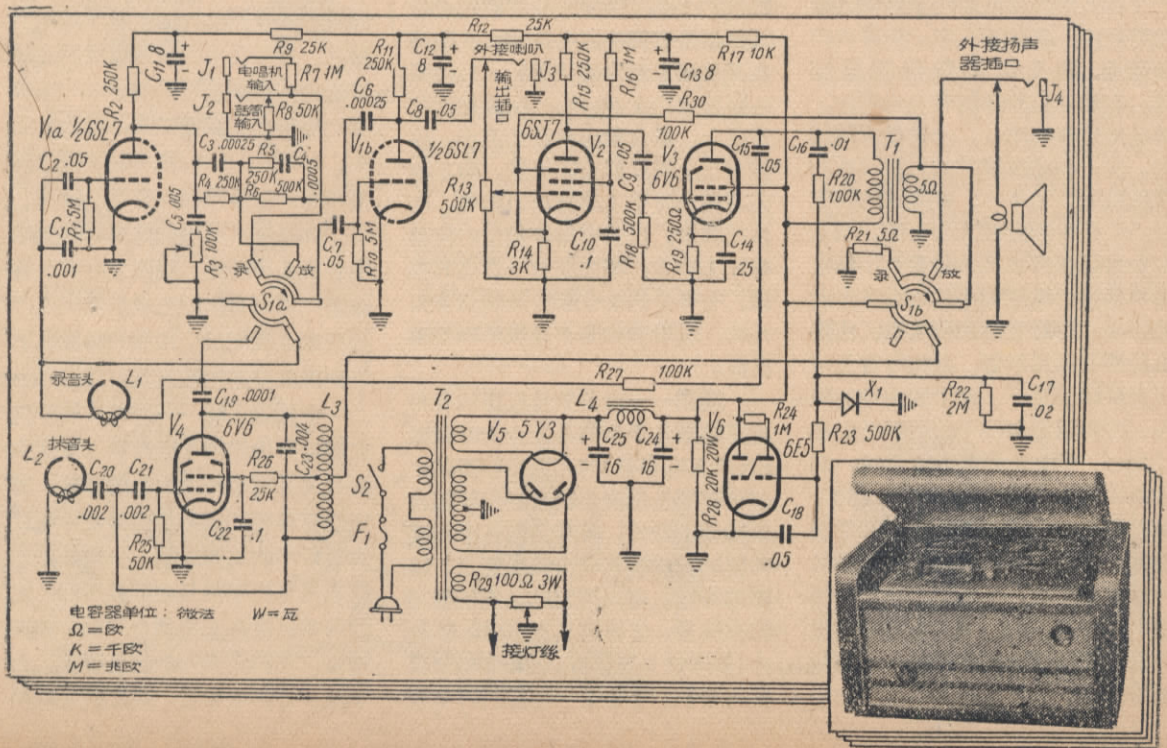 R12 25K
R9 25K
R11 250K
C12 8
外接喇叭
输出插口
J3
R15 250K
R16 1M
C13 8
R17 10K
外接扬声
器插口
J4
C11 8
R2 250K
J1
电唱机
输入
R7 1M
J2
话筒
输入
R8 50K
C6
.00025
C8 .05
R30
100K
V1a ½6SL7
C3 .00025
R5
250K
C4
.0005
R4 250K
R6
500K
V1b
½6SL7
6SJ7
V2
C9 .05
V3
6V6
C15
.05
C16 .01
T1
R20
100K
5Ω
C2 .05
R1 5M
C1
.001
C5 .005
R3 100K
C7
.05
R10 5M
R13
500K
R14
3K
C10
.1
R18 500K
R19 250Ω
C14
25
R21 5Ω
录
放
S1a
录
放
S1b
录音头
L1
C19 .0001
R27
100K
X1
R22
2M
C17
.02
抹音头
L2
C20
.002
C21
.002
V4
6V6
R25
50K
R26
25K
C22
.1
C23 .004
L3
S2
F1
T2
V5 5Y3
L4
C25
16
C24
16
R28 20K 20W
V6
R24
1M
6E5
R23 500K
C18
.05
R29 100Ω 3W
接灯丝
电容器单位：微法 W=瓦
Ω=欧
K=千欧
M=兆欧